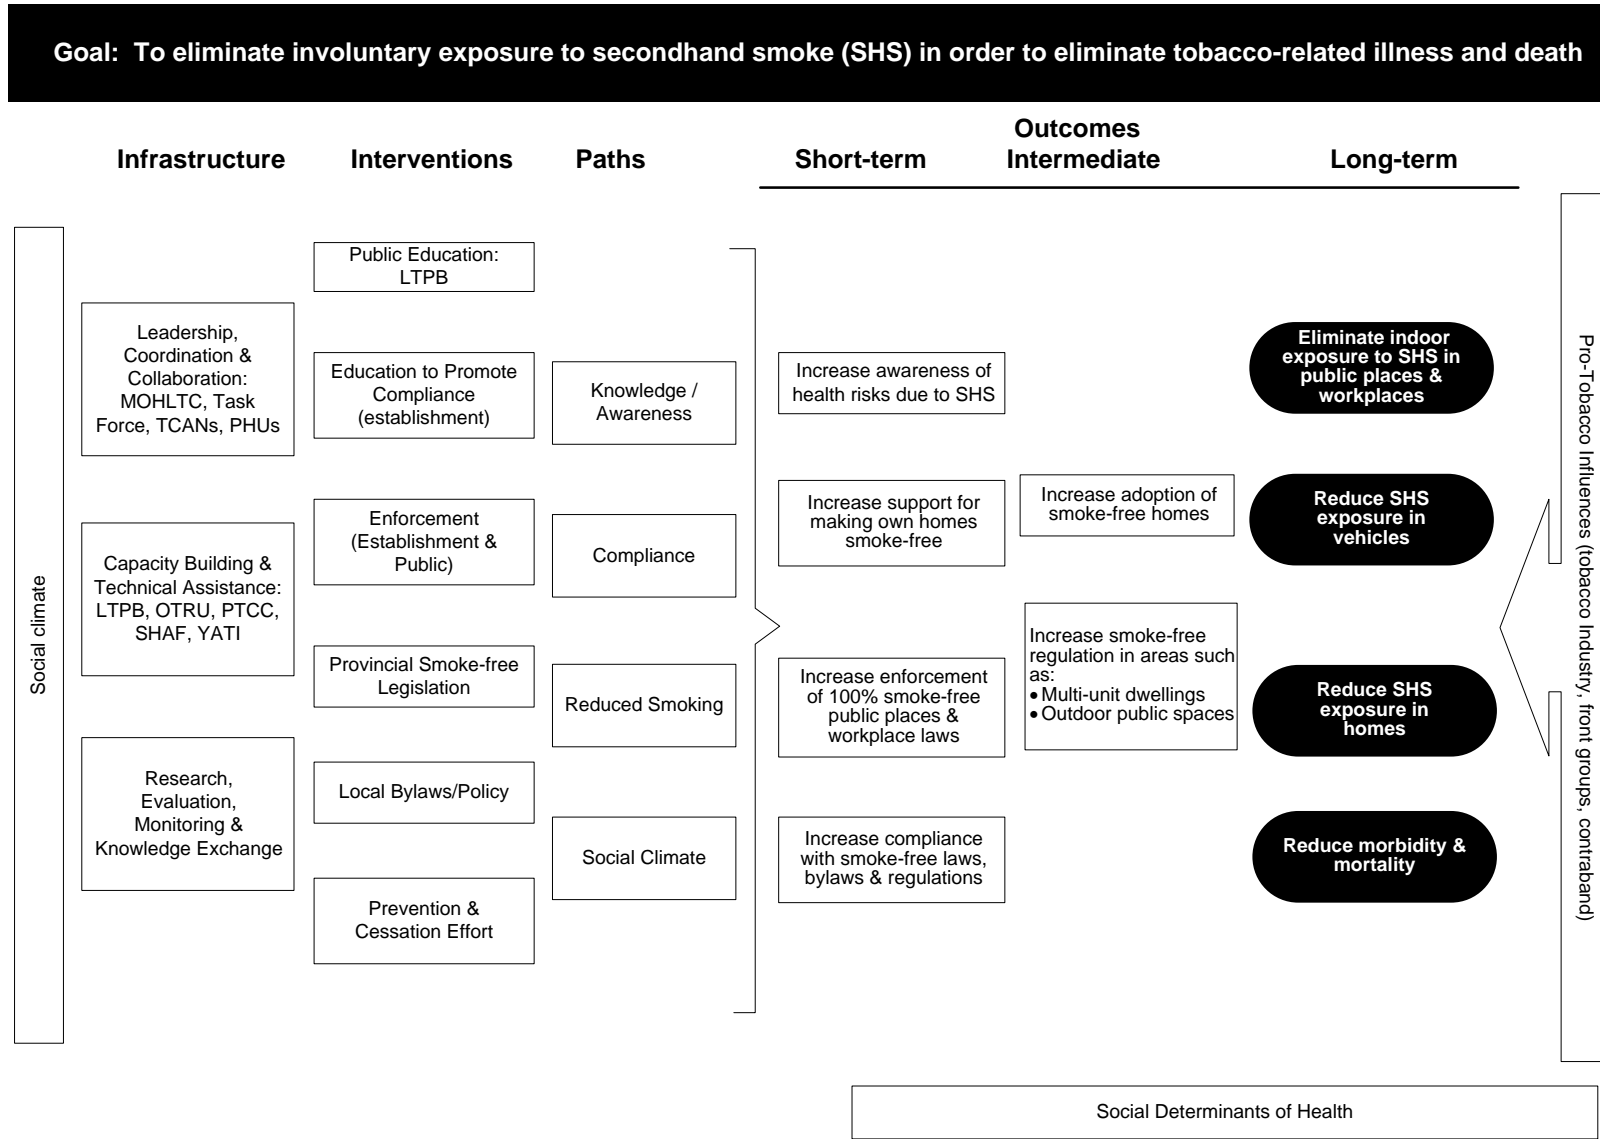 Goal:  To eliminate involuntary exposure to secondhand smoke (SHS) in order to eliminate tobacco-related illness and death
Outcomes
Infrastructure
Interventions
Paths
Short-term
Intermediate
Long-term
Social climate
Leadership,
Coordination &
Collaboration:
MOHLTC, Task
Force, TCANs, PHUs
Capacity Building &
Technical Assistance:
LTPB, OTRU, PTCC,
SHAF, YATI
Research,
Evaluation,
Monitoring &
Knowledge Exchange
Public Education:
LTPB
Education to Promote
Compliance
(establishment)
Enforcement
(Establishment &
Public)
Provincial Smoke-free
Legislation
Local Bylaws/Policy
Prevention &
Cessation Effort
Knowledge /
Awareness
Compliance
Reduced Smoking
Social Climate
Increase awareness of
health risks due to SHS
Increase support for
making own homes
smoke-free
Increase enforcement
of 100% smoke-free
public places &
workplace laws
Increase compliance
with smoke-free laws,
bylaws & regulations
Increase adoption of
smoke-free homes
Increase smoke-free
regulation in areas such
as:
• Multi-unit dwellings
• Outdoor public spaces
Eliminate indoor
exposure to SHS in
public places &
workplaces
Reduce SHS
exposure in
vehicles
Reduce SHS
exposure in
homes
Reduce morbidity &
mortality
Pro-Tobacco Influences (tobacco Industry, front groups, contraband)
Social Determinants of Health